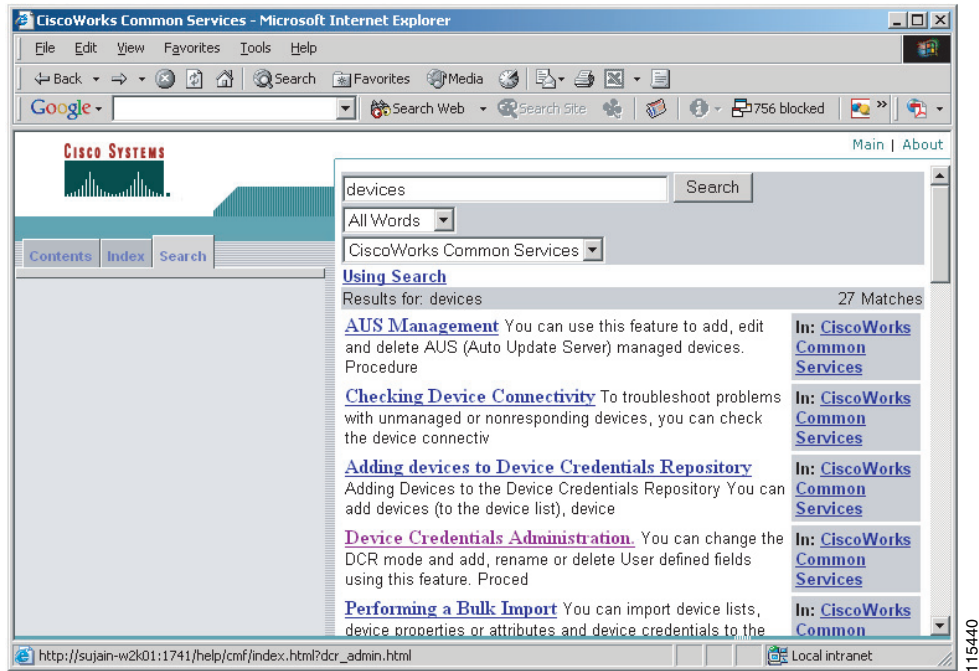 CiscoWorks Common Services - Microsoft Internet Explorer
File Edit View Favorites Tools Help
Back Search Favorites Media
Google Search Web Search Site 756 blocked »
Main | About
CISCO SYSTEMS
Contents Index Search
devices Search
All Words
CiscoWorks Common Services
Using Search
Results for: devices 27 Matches
AUS Management You can use this feature to add, edit
and delete AUS (Auto Update Server) managed devices.
Procedure
In: CiscoWorks
Common
Services
Checking Device Connectivity To troubleshoot problems
with unmanaged or nonresponding devices, you can check
the device connectiv
In: CiscoWorks
Common
Services
Adding devices to Device Credentials Repository
Adding Devices to the Device Credentials Repository You can
add devices (to the device list), device
In: CiscoWorks
Common
Services
Device Credentials Administration. You can change the
DCR mode and add, rename or delete User defined fields
using this feature. Proced
In: CiscoWorks
Common
Services
Performing a Bulk Import You can import device lists,
device properties or attributes and device credentials to the
In: CiscoWorks
Common
http://sujain-w2k01:1741/help/cmf/index.html?dcr_admin.html Local intranet
115440